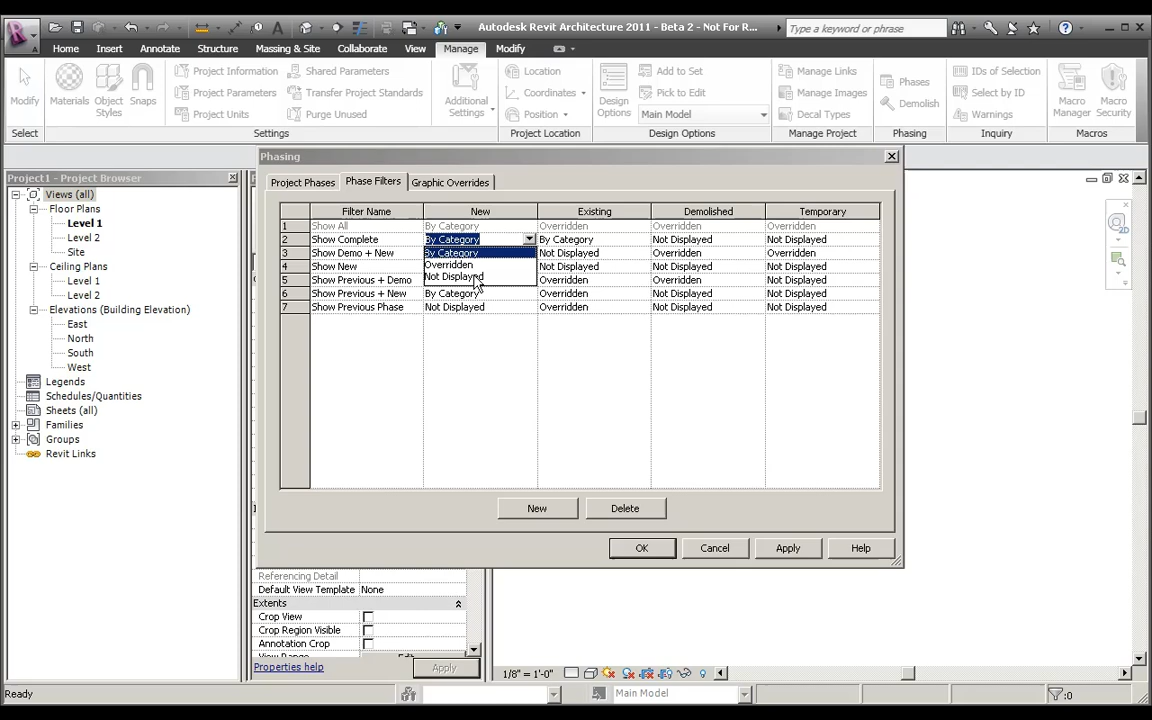 Autodesk Revit Architecture 2011 - Beta 2 - Not For R...
Type a keyword or phrase
Home Insert Annotate Structure Massing & Site Collaborate View Manage Modify
Modify
Materials
Object Styles
Snaps
Project Information
Project Parameters
Project Units
Shared Parameters
Transfer Project Standards
Purge Unused
Additional Settings
Location
Coordinates
Position
Design Options
Add to Set
Pick to Edit
Main Model
Manage Links
Manage Images
Decal Types
Phases
Demolish
IDs of Selection
Select by ID
Warnings
Macro Manager
Macro Security
Select Settings Project Location Design Options Manage Project Phasing Inquiry Macros
Project1 - Project Browser
Views (all)
Floor Plans
Level 1
Level 2
Site
Ceiling Plans
Level 1
Level 2
Elevations (Building Elevation)
East
North
South
West
Legends
Schedules/Quantities
Sheets (all)
Families
Groups
Revit Links
Phasing
Project Phases Phase Filters Graphic Overrides
Filter Name New Existing Demolished Temporary
1 Show All By Category Overridden Overridden Overridden
2 Show Complete By Category By Category Not Displayed Not Displayed
3 Show Demo + New By Category Not Displayed Overridden Overridden
4 Show New Overridden Not Displayed Not Displayed Not Displayed
Not Displayed
5 Show Previous + Demo Overridden Overridden Not Displayed
6 Show Previous + New By Category Overridden Not Displayed Not Displayed
7 Show Previous Phase Not Displayed Overridden Not Displayed Not Displayed
New Delete
OK Cancel Apply Help
Referencing Detail
Default View Template None
Extents
Crop View
Crop Region Visible
Annotation Crop
Properties help
Apply
1/8" = 1'-0"
Ready
Main Model
:0